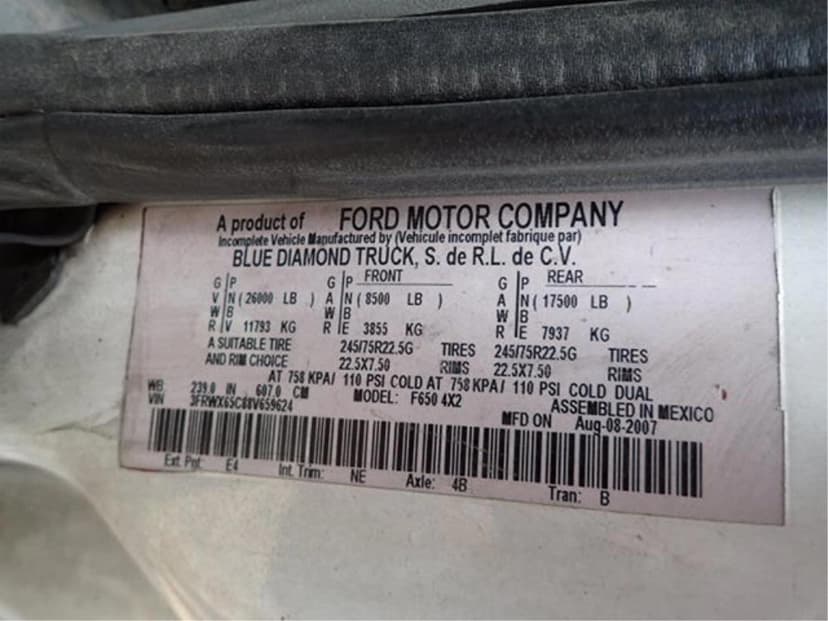 A product of FORD MOTOR COMPANY
Incomplete Vehicle Manufactured by (Vehicule incomplet fabrique par)
BLUE DIAMOND TRUCK, S. de R.L. de C.V.
G P G P FRONT G P REAR
V N ( 26000 LB ) A N ( 8500 LB ) A N ( 17500 LB )
W B W B W B
R V 11793 KG R E 3855 KG R E 7937 KG
A SUITABLE TIRE 245/75R22.5G TIRES 245/75R22.5G TIRES
AND RIM CHOICE 22.5X7.50 RIMS 22.5X7.50 RIMS
AT 758 KPA/ 110 PSI COLD AT 758 KPA/ 110 PSI COLD DUAL
WB: 239.0 IN 607.0 CM MODEL: F650 4X2 ASSEMBLED IN MEXICO
VIN 3FRWX65C88V659624 MFD ON Aug-08-2007
Ext. Pnt: E4 Int. Trim: NE Axle: 4B Tran: B